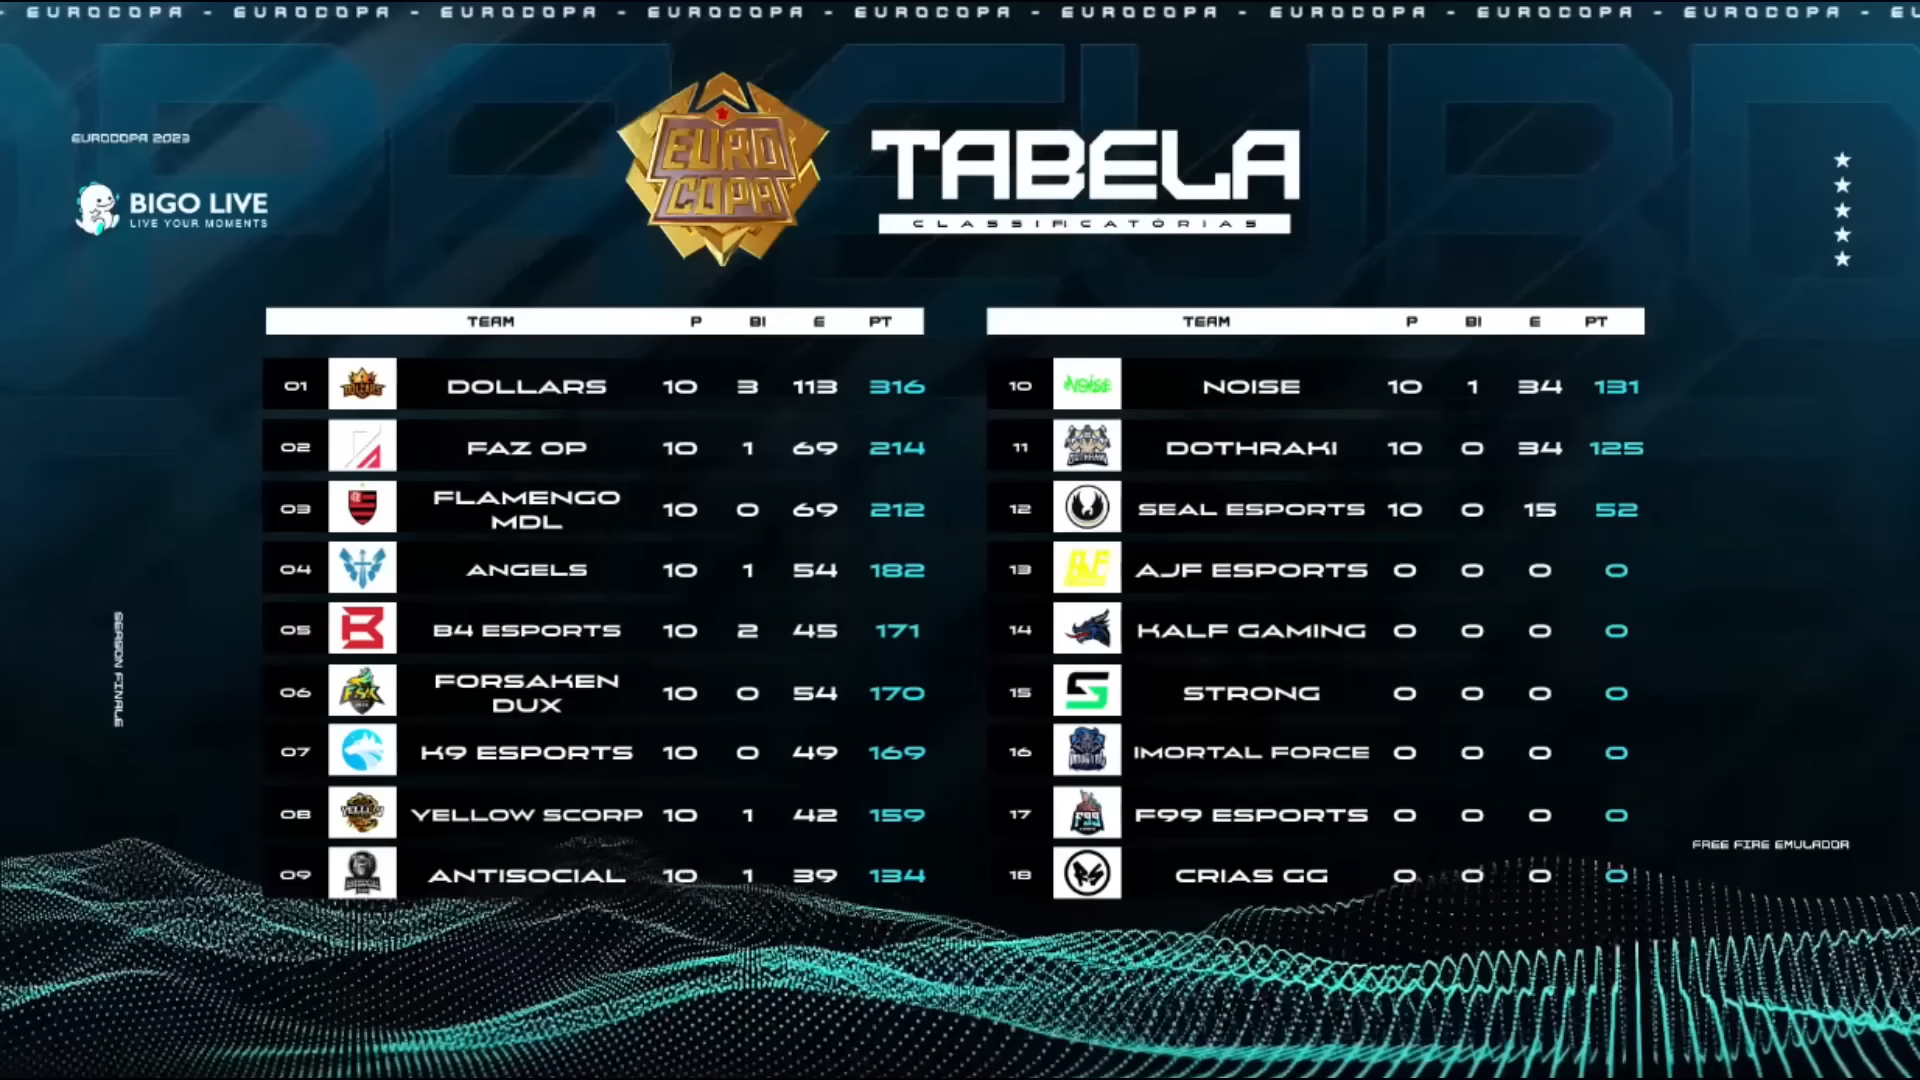 - EUROCOPA - EUROCOPA - EUROCOPA - EUROCOPA - EUROCOPA - EUROCOPA - EUROCOPA - EUROCOPA - EUROCOPA - EU
EUROCOPA 2023
BIGO LIVE
LIVE YOUR MOMENTS
EURO
COPA
TABELA
CLASSIFICATÓRIAS
TEAM P BI E PT
01 DOLLARS 10 3 113 316
02 FAZ OP 10 1 69 214
03 FLAMENGO MDL 10 0 69 212
04 ANGELS 10 1 54 182
05 B4 ESPORTS 10 2 45 171
06 FORSAKEN DUX 10 0 54 170
07 K9 ESPORTS 10 0 49 169
08 YELLOW SCORP 10 1 42 159
09 ANTISOCIAL 10 1 39 134
TEAM P BI E PT
10 NOISE NOISE 10 1 34 131
11 DOTHRAKI 10 0 34 125
12 SEAL ESPORTS 10 0 15 52
13 AJF AJF ESPORTS 0 0 0 0
14 KALF GAMING 0 0 0 0
15 STRONG 0 0 0 0
16 IMORTAL FORCE 0 0 0 0
17 F99 F99 ESPORTS 0 0 0 0
18 CRIAS GG 0 0 0 0
SEASON FINALE
FREE FIRE EMULADOR